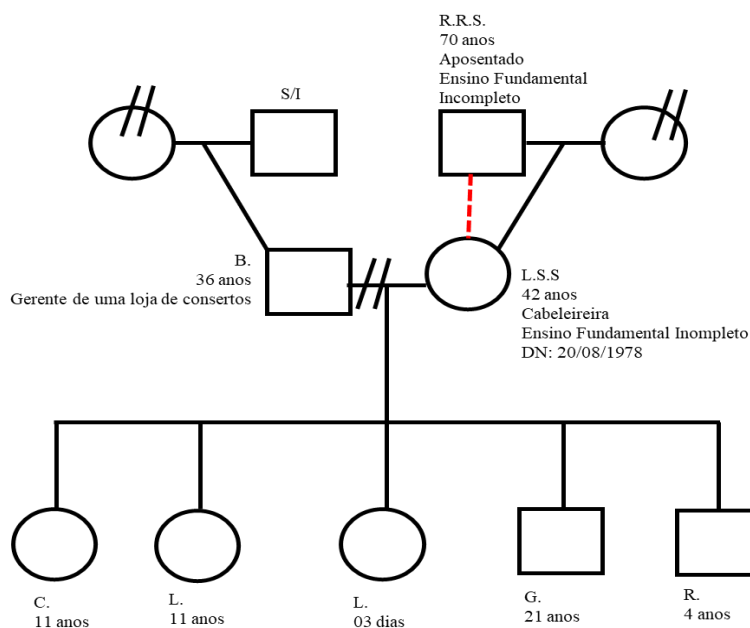 R.R.S.
70 anos
Aposentado
Ensino Fundamental
Incompleto
S/I
B.
36 anos
Gerente de uma loja de consertos
L.S.S
42 anos
Cabeleireira
Ensino Fundamental Inompleto
DN: 20/08/1978
C.
11 anos
L.
11 anos
L.
03 dias
G.
21 anos
R.
4 anos